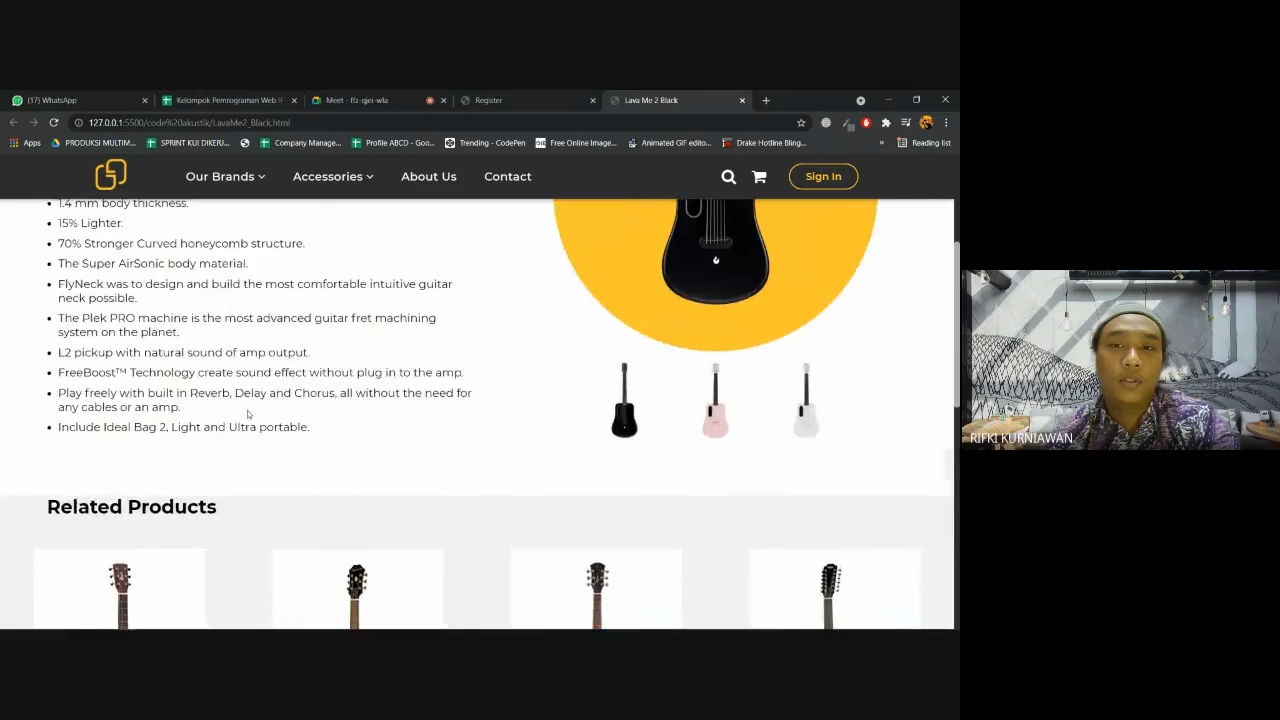 (17) WhatsApp
Kelompok Pemrograman Web IF
Meet - ffz-qjei-wla
Register
Lava Me 2 Black
127.0.0.1:5500/code%20akustik/LavaMe2_Black.html
Apps
PRODUKSI MULTIM...
SPRINT KUI DIKERJ...
Company Manage...
Profile ABCD - Goo...
Trending - CodePen
Free Online Image...
Animated GIF edito...
Drake Hotline Bling...
»
Reading list
Our Brands
Accessories
About Us
Contact
Sign In
• 1.4 mm body thickness.
• 15% Lighter.
• 70% Stronger Curved honeycomb structure.
• The Super AirSonic body material.
• FlyNeck was to design and build the most comfortable intuitive guitar
neck possible.
• The Plek PRO machine is the most advanced guitar fret machining
system on the planet.
• L2 pickup with natural sound of amp output.
• FreeBoost™ Technology create sound effect without plug in to the amp.
• Play freely with built in Reverb, Delay and Chorus, all without the need for
any cables or an amp.
• Include Ideal Bag 2, Light and Ultra portable.
Related Products
RIFKI KURNIAWAN